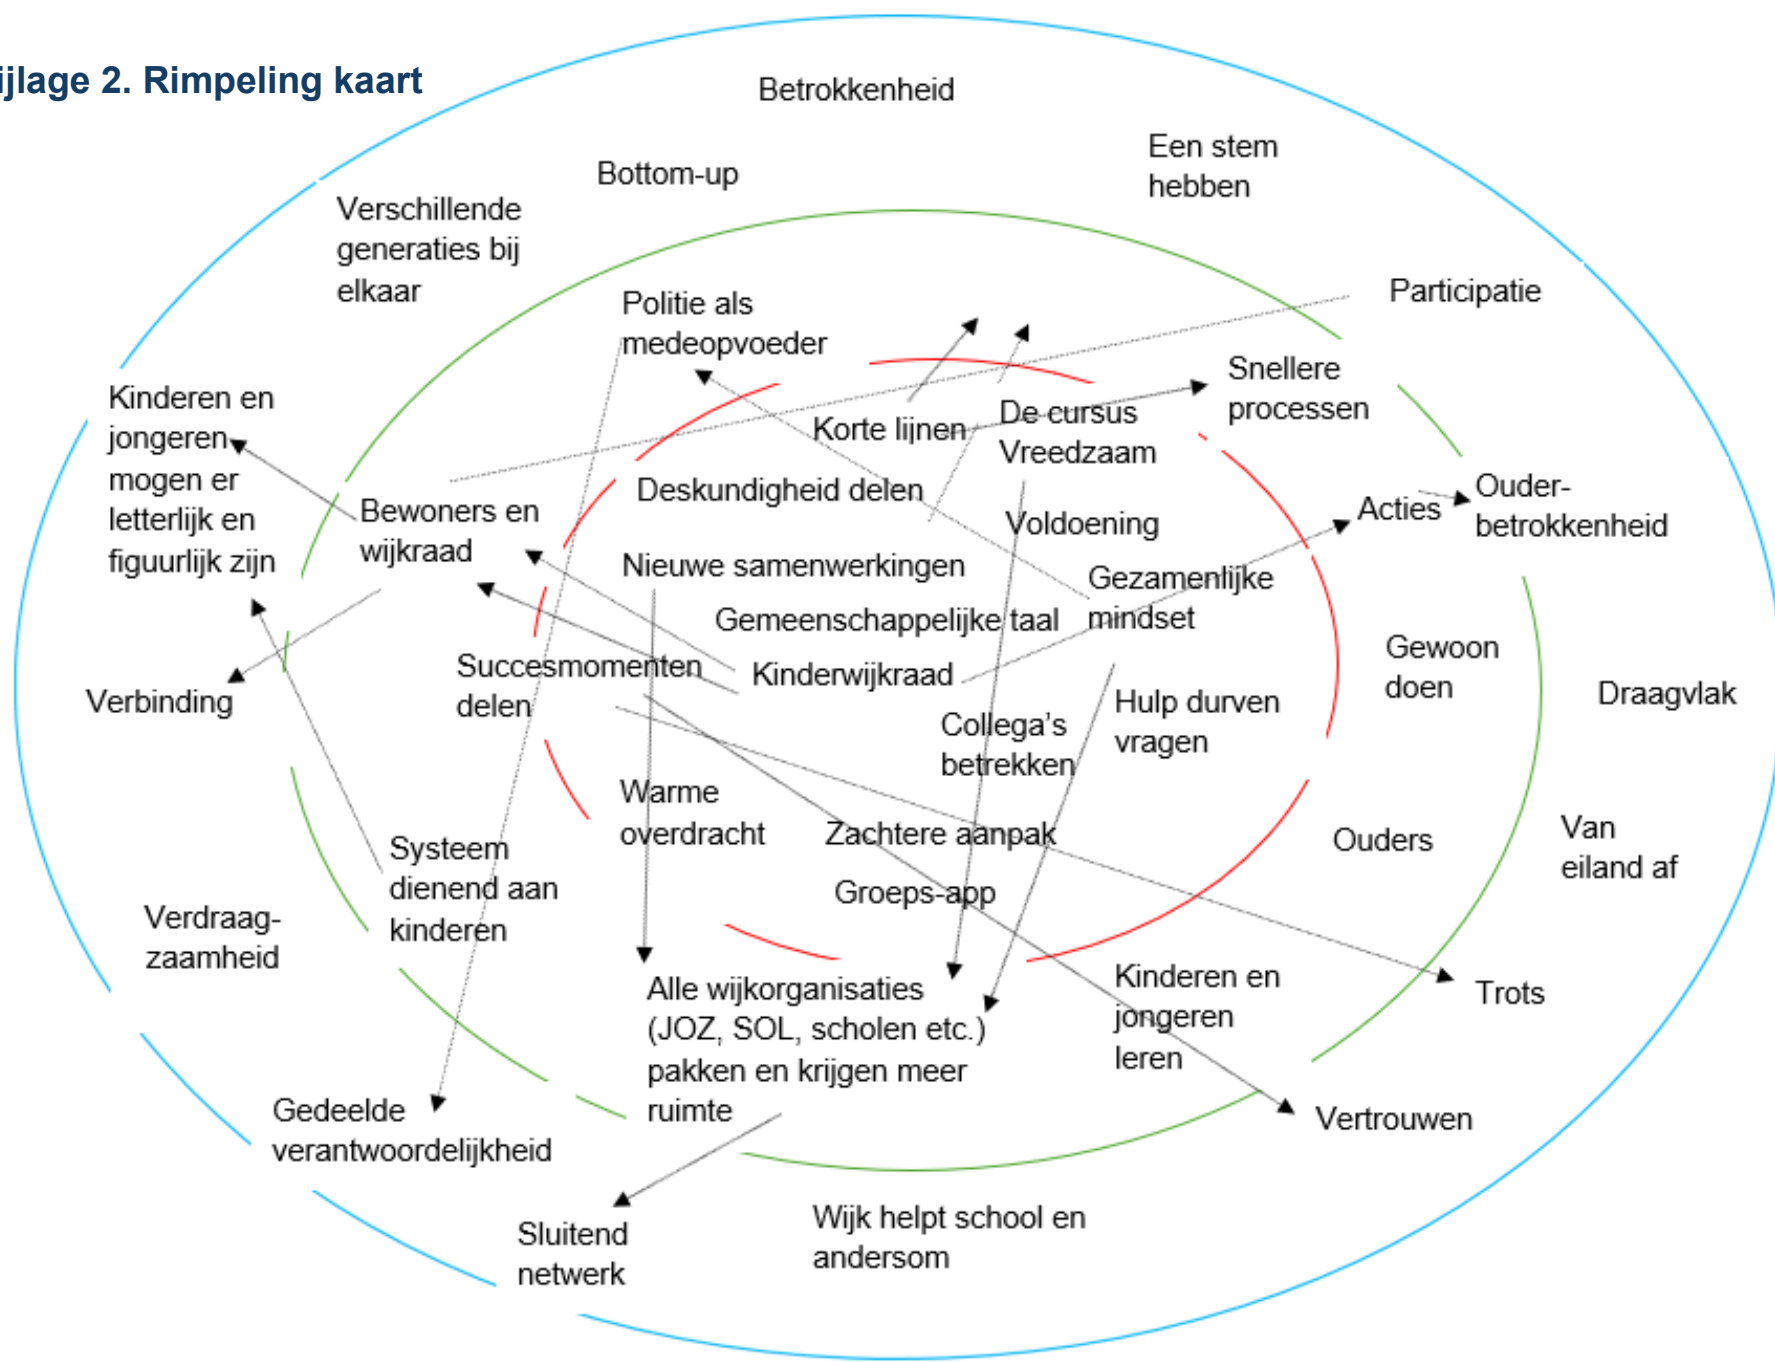 ijlage 2. Rimpeling kaart
Betrokkenheid
Een stem
hebben
Bottom-up
Verschillende
generaties bij
elkaar
Participatie
Politie als
medeopvoeder
Snellere
processen
Kinderen en
jongeren
mogen er
letterlijk en
figuurlijk zijn
Korte lijnen
De cursus
Vreedzaam
Deskundigheid delen
Ouder-
betrokkenheid
Acties
Bewoners en
wijkraad
Voldoening
Nieuwe samenwerkingen
Gezamenlijke
mindset
Gemeenschappelijke taal
Kinderwijkraad
Succesmomenten
delen
Gewoon
doen
Verbinding
Draagvlak
Hulp durven
vragen
Collega's
betrekken
Warme
overdracht
Zachtere aanpak
Ouders
Van
eiland af
Systeem
dienend aan
kinderen
Groeps-app
Verdraag-
zaamheid
Alle wijkorganisaties
(JOZ, SOL, scholen etc.)
pakken en krijgen meer
ruimte
Kinderen en
jongeren
leren
Trots
Gedeelde
verantwoordelijkheid
Vertrouwen
Sluitend
netwerk
Wijk helpt school en
andersom